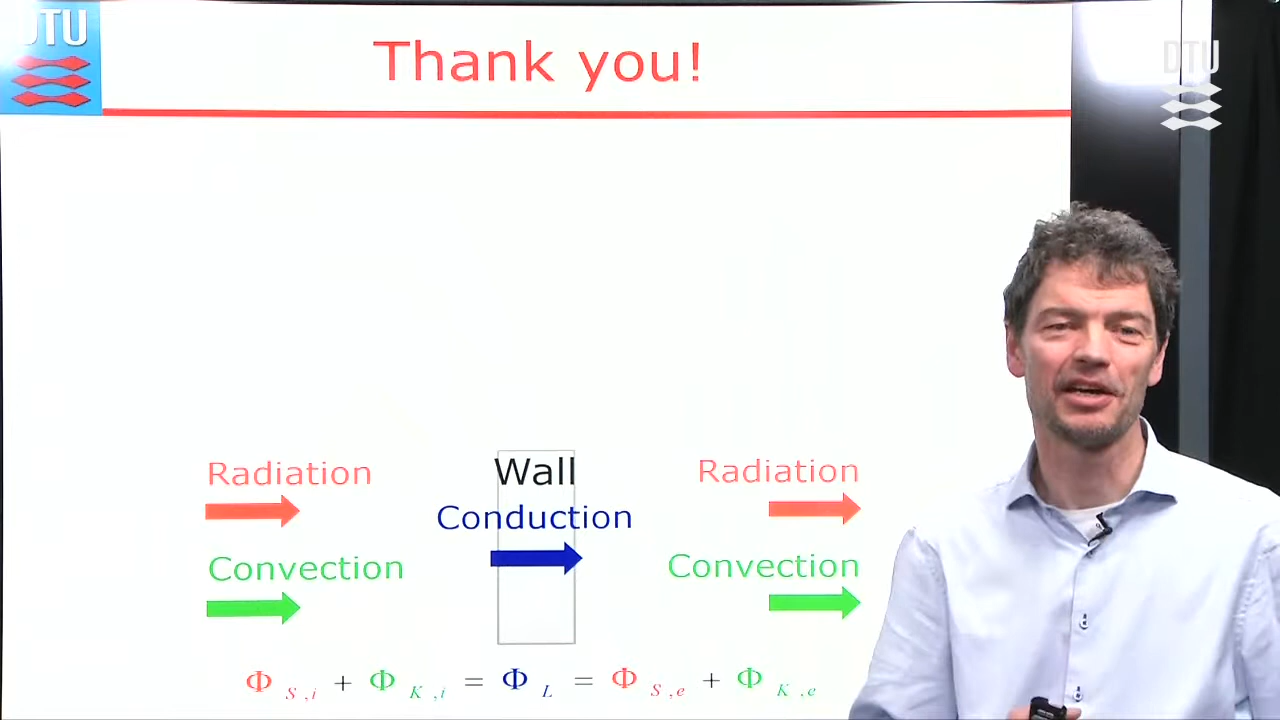 DTU
Thank you!
DTU
Radiation
Wall
Radiation
Conduction
Convection
Convection
Φ S,i + Φ K,i = Φ L = Φ S,e + Φ K,e